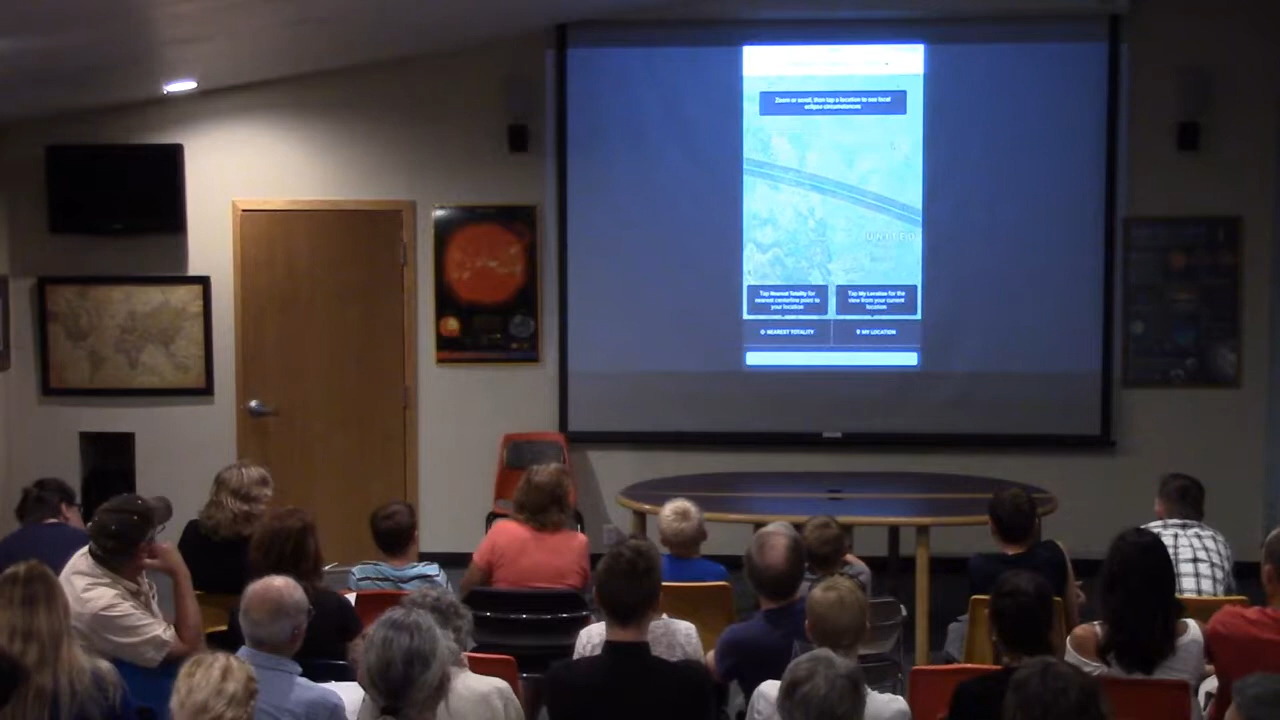 Zoom or scroll, then tap a location to see local
eclipse circumstances
UNITED
Tap Nearest Totality for
nearest centerline point to
your location
Tap My Location for the
view from your current
location
NEAREST TOTALITY
MY LOCATION